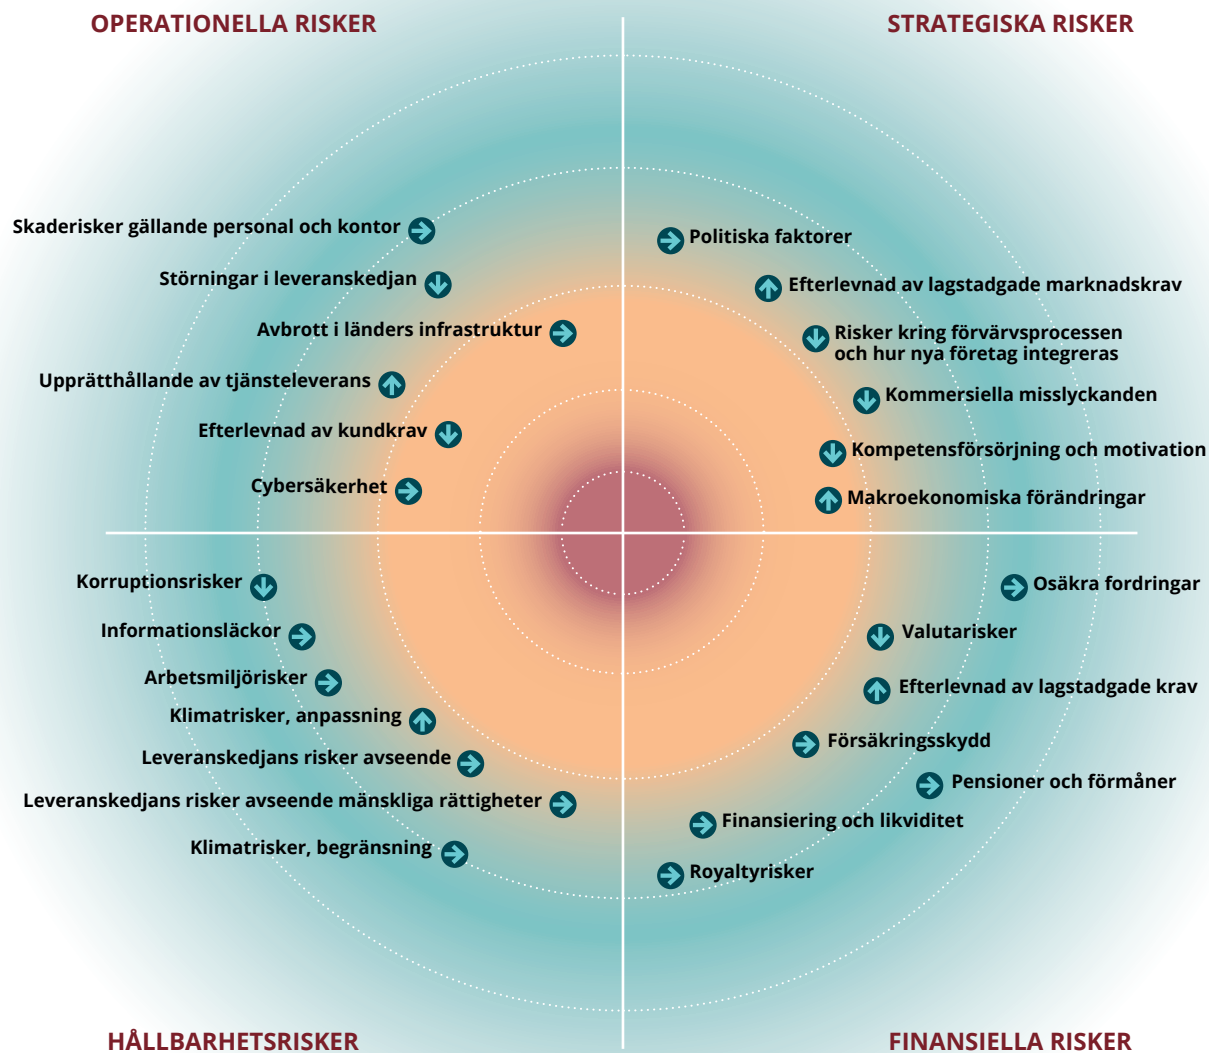 OPERATIONELLA RISKER
STRATEGISKA RISKER
Skaderisker gällande personal och kontor
Störningar i leveranskedjan
Avbrott i länders infrastruktur
Upprätthållande av tjänsteleverans
Efterlevnad av kundkrav
Cybersäkerhet
Politiska faktorer
Efterlevnad av lagstadgade marknadskrav
Risker kring förvärvsprocessen
och hur nya företag integreras
Kommersiella misslyckanden
Kompetensförsörjning och motivation
Makroekonomiska förändringar
Korruptionsrisker
Informationsläckor
Arbetsmiljörisker
Klimatrisker, anpassning
Leveranskedjans risker avseende
Leveranskedjans risker avseende mänskliga rättigheter
Klimatrisker, begränsning
Osäkra fordringar
Valutarisker
Efterlevnad av lagstadgade krav
Försäkringsskydd
Pensioner och förmåner
Finansiering och likviditet
Royaltyrisker
HÅLLBARHETSRISKER
FINANSIELLA RISKER